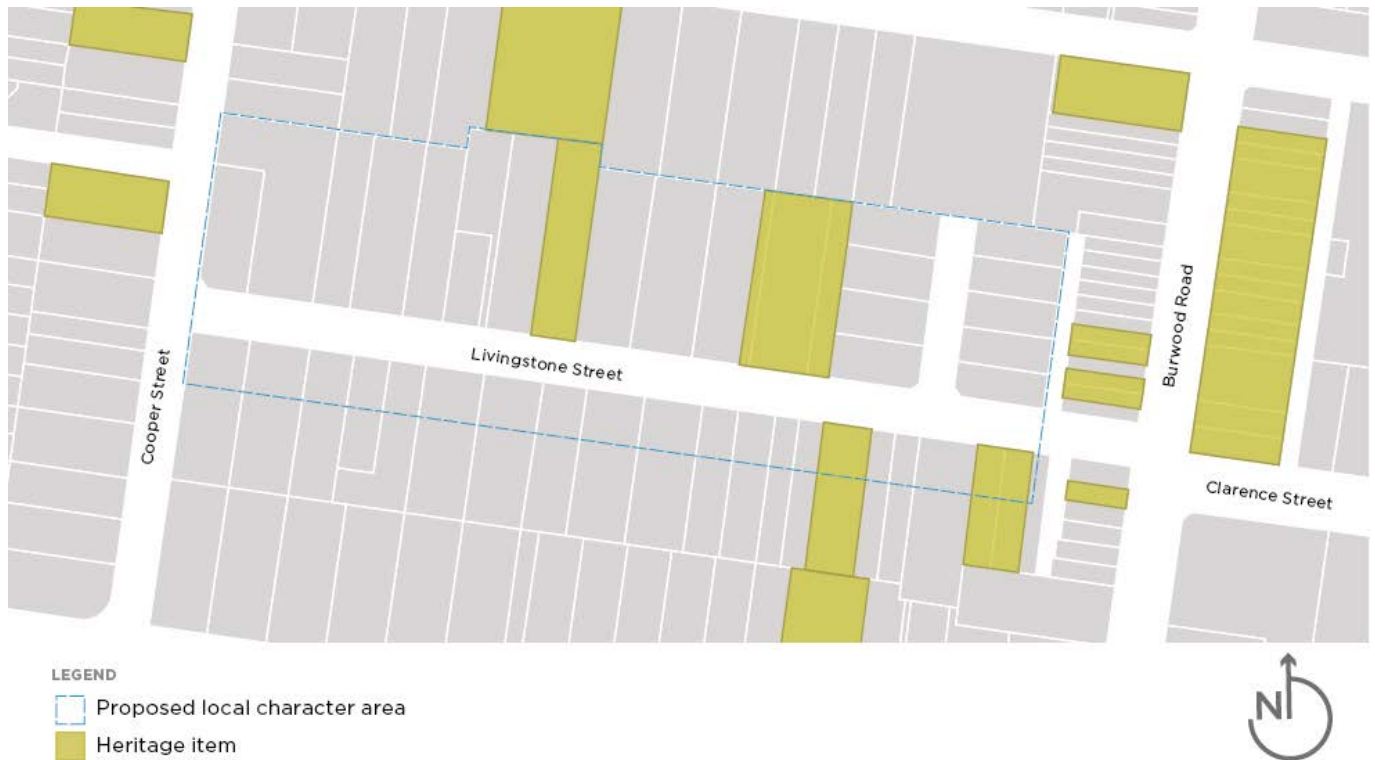 Burwood Road
Livingstone Street
Cooper Street
Clarence Street
LEGEND
Proposed local character area
Heritage item
N